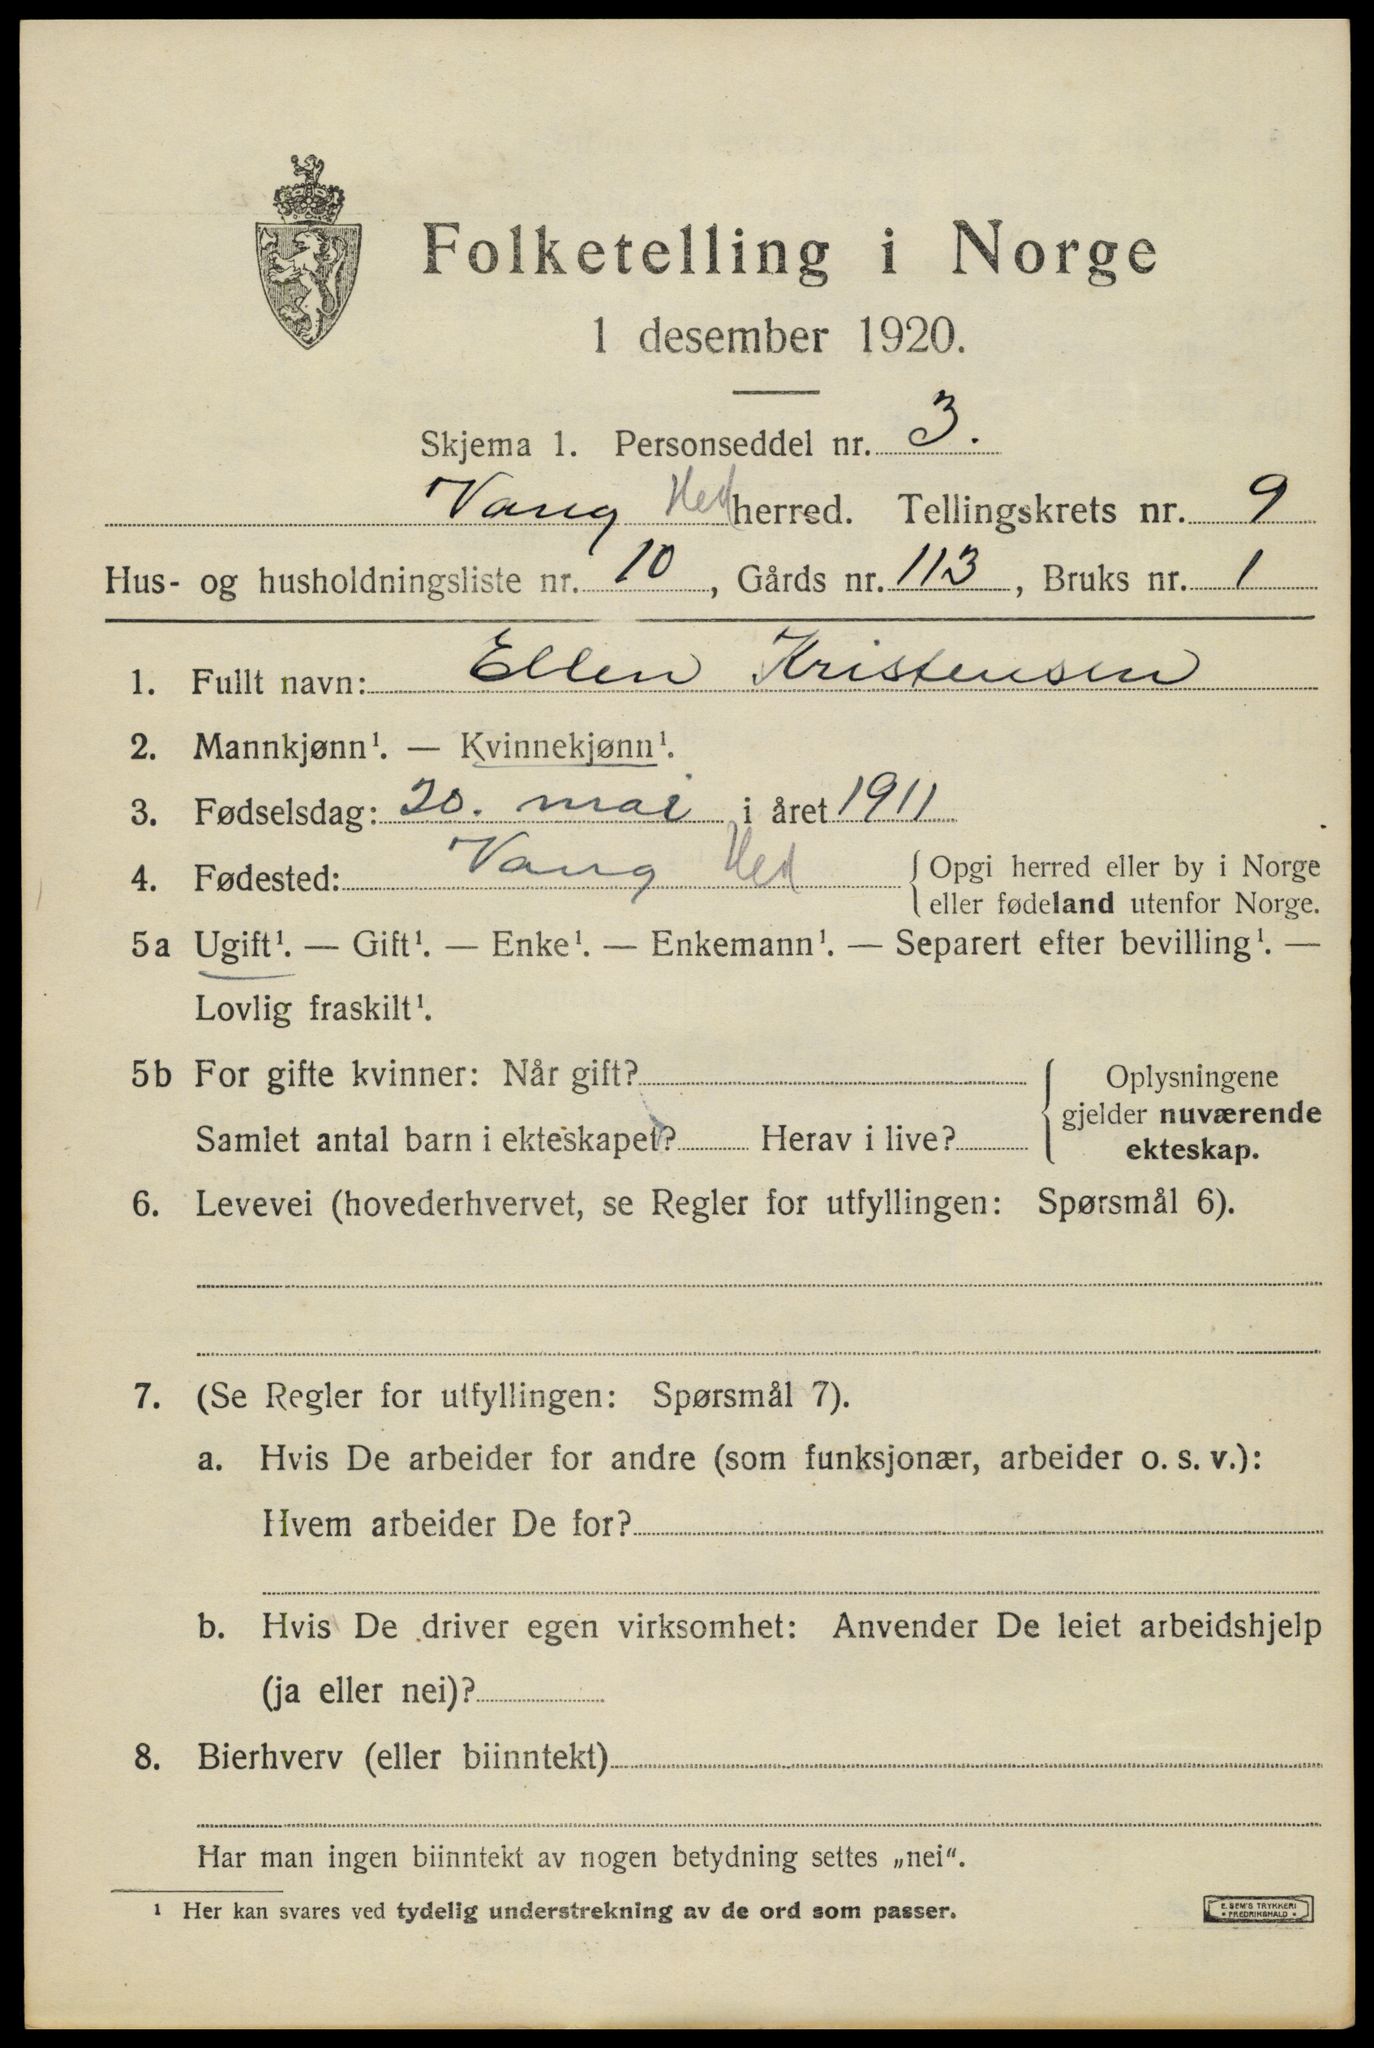 Folketelling i Norge
1 desember 1920.
Skjema 1. Personseddel nr. 3.
Vang Hed herred. Tellingskrets nr. 9
Hus- og husholdningsliste nr. 10, Gårds nr. 113, Bruks nr. 1
1. Fullt navn: Ellen Kristensen
2. Mannkjønn¹. — Kvinnekjønn¹.
3. Fødselsdag: 20. mai i året 1911
4. Fødested: Vang Hed { Opgi herred eller by i Norge
eller fødeland utenfor Norge.
5a Ugift¹. — Gift¹. — Enke¹. — Enkemann¹. — Separert efter bevilling¹. —
Lovlig fraskilt¹.
5b For gifte kvinner: Når gift?
Samlet antal barn i ekteskapet? Herav i live?
{ Oplysningene
gjelder nuværende
ekteskap.
6. Levevei (hovederhvervet, se Regler for utfyllingen: Spørsmål 6).
7. (Se Regler for utfyllingen: Spørsmål 7).
a. Hvis De arbeider for andre (som funksjonær, arbeider o. s. v.):
Hvem arbeider De for?
b. Hvis De driver egen virksomhet: Anvender De leiet arbeidshjelp
(ja eller nei)?
8. Bierhverv (eller biinntekt)
Har man ingen biinntekt av nogen betydning settes „nei“.
¹ Her kan svares ved tydelig understrekning av de ord som passer.
E. SEM'S TRYKKERI
• FREDRIKSHALD •